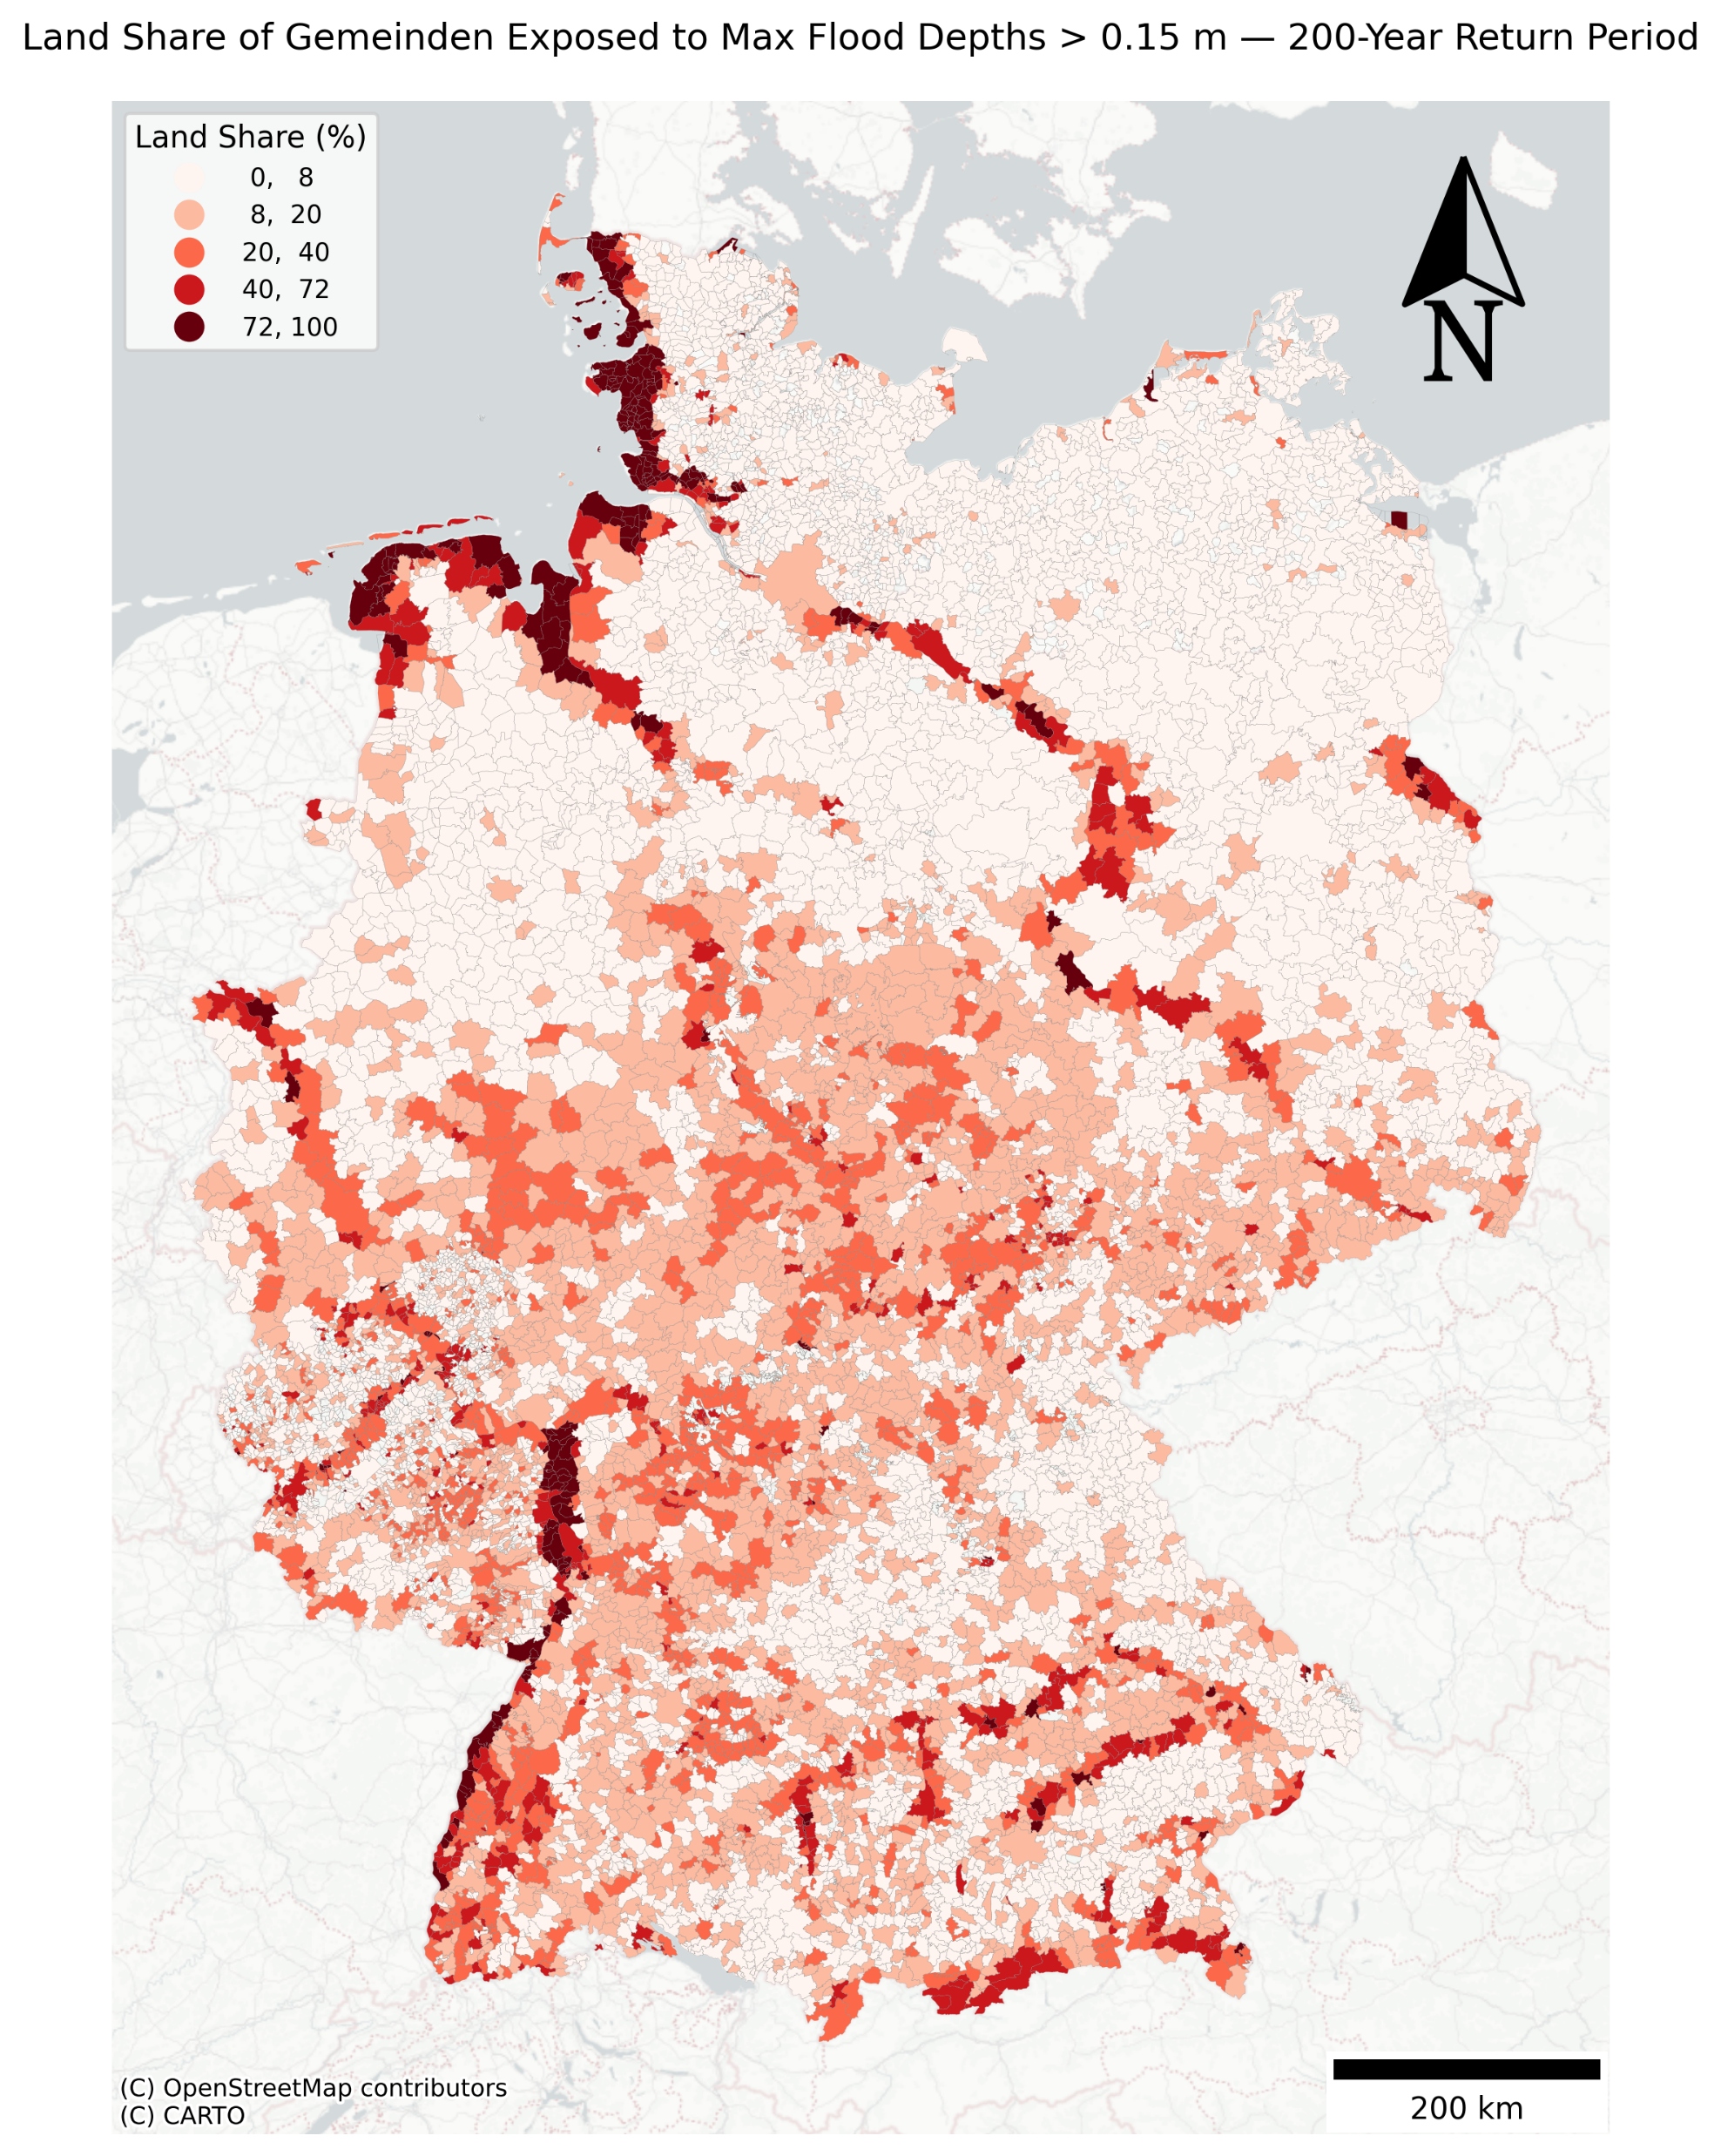 Land Share of Gemeinden Exposed to Max Flood Depths > 0.15 m — 200-Year Return Period
Land Share (%)
0, 8
8, 20
20, 40
40, 72
72, 100
N
(C) OpenStreetMap contributors
(C) CARTO
200 km